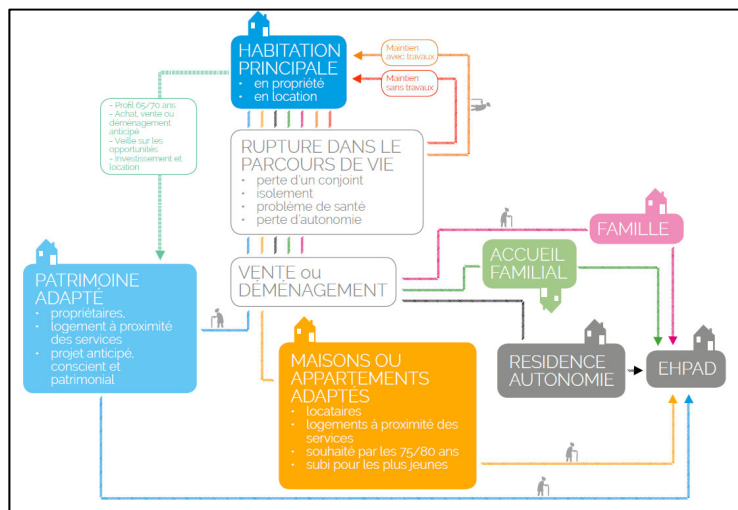 HABITATION
PRINCIPALE
• en propriété
• en location
Maintien
avec travaux
Maintien
sans travaux
- Profil 65/70 ans
- Achat, vente ou
déménagement
anticipé
- Veille sur les
opportunités
- Investissement et
location
RUPTURE DANS LE
PARCOURS DE VIE
• perte d'un conjoint
• isolement
• problème de santé
• perte d'autonomie
FAMILLE
ACCUEIL
FAMILIAL
VENTE ou
DÉMÉNAGEMENT
PATRIMOINE
ADAPTÉ
• propriétaires,
• logement à proximité
des services
• projet anticipé,
conscient et
patrimonial
MAISONS OU
APPARTEMENTS
ADAPTÉS
• locataires
• logements à proximité des
services
• souhaité par les 75/80 ans
• subi pour les plus jeunes
RESIDENCE
AUTONOMIE
EHPAD